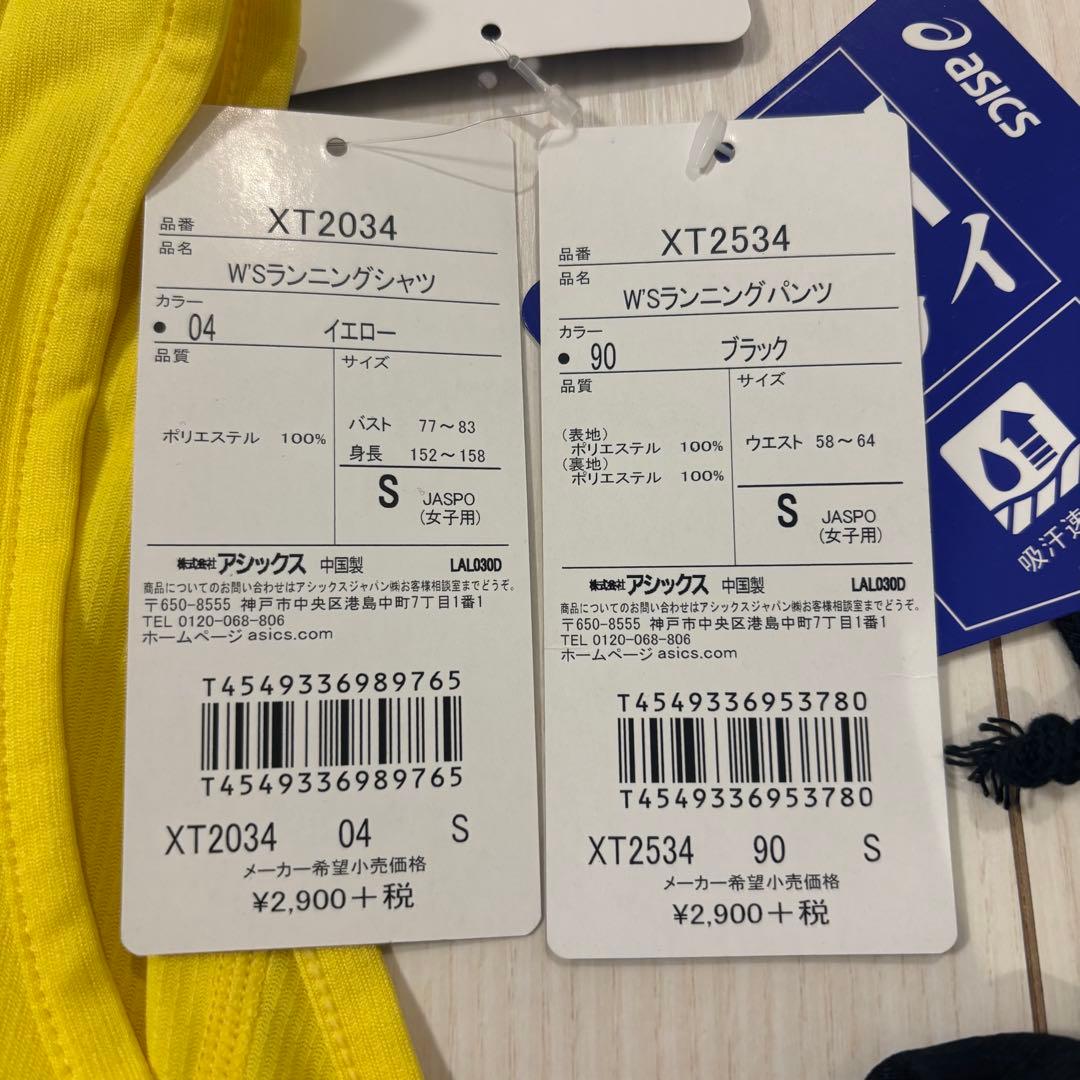 品番 XT2034
品名
W'Sランニングシャツ
カラー
● 04 イエロー
品質 サイズ
ポリエステル 100%
バスト 77～83
身長 152～158
S JASPO
(女子用)
株式会社アシックス 中国製 LAL030D
商品についてのお問い合わせはアシックスジャパン㈱お客様相談室までどうぞ。
〒650-8555 神戸市中央区港島中町7丁目1番1
TEL 0120-068-806
ホームページ asics.com
T4549336989765
T4549336989765
XT2034 04 S
メーカー希望小売価格
¥2,900+税
品番 XT2534
品名
W'Sランニングパンツ
カラー
● 90 ブラック
品質 サイズ
(表地)
ポリエステル 100%
(裏地)
ポリエステル 100%
ウエスト 58～64
S JASPO
(女子用)
株式会社アシックス 中国製 LAL030D
商品についてのお問い合わせはアシックスジャパン㈱お客様相談室までどうぞ。
〒650-8555 神戸市中央区港島中町7丁目1番1
TEL 0120-068-806
ホームページ asics.com
T4549336953780
T4549336953780
XT2534 90 S
メーカー希望小売価格
¥2,900+税
asics
吸汗速